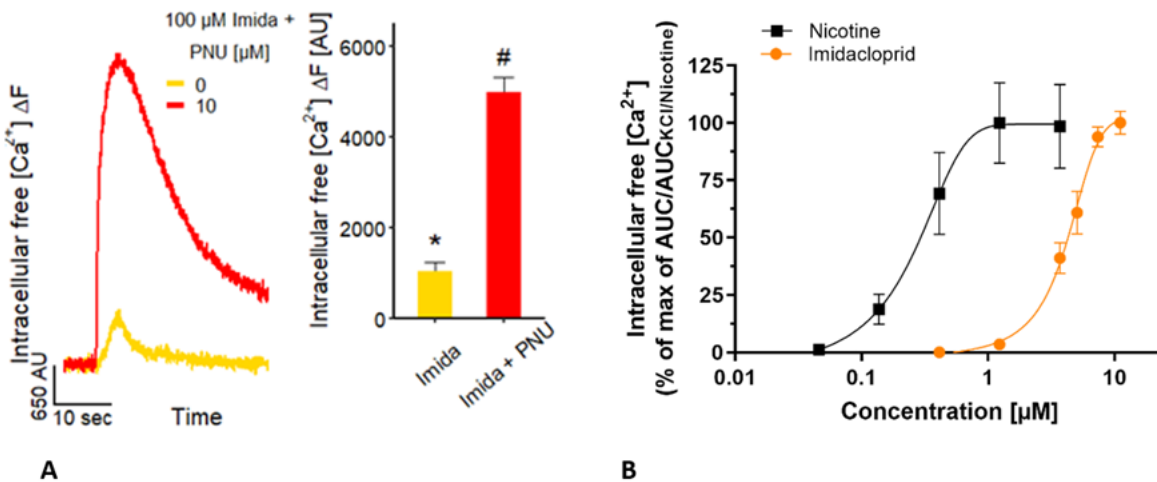 100 µM Imida +
PNU [µM]
0
10
Intracellular free [Ca²⁺] ΔF
650 AU
10 sec
Time
Intracellular free [Ca²⁺] ΔF [AU]
6000
4000
2000
0
*
#
Imida
Imida + PNU
A
Nicotine
Imidacloprid
Intracellular free [Ca²⁺]
(% of max of AUC/AUCKCl/Nicotine)
125
100
75
50
25
0
0.01
0.1
1
10
Concentration [µM]
B